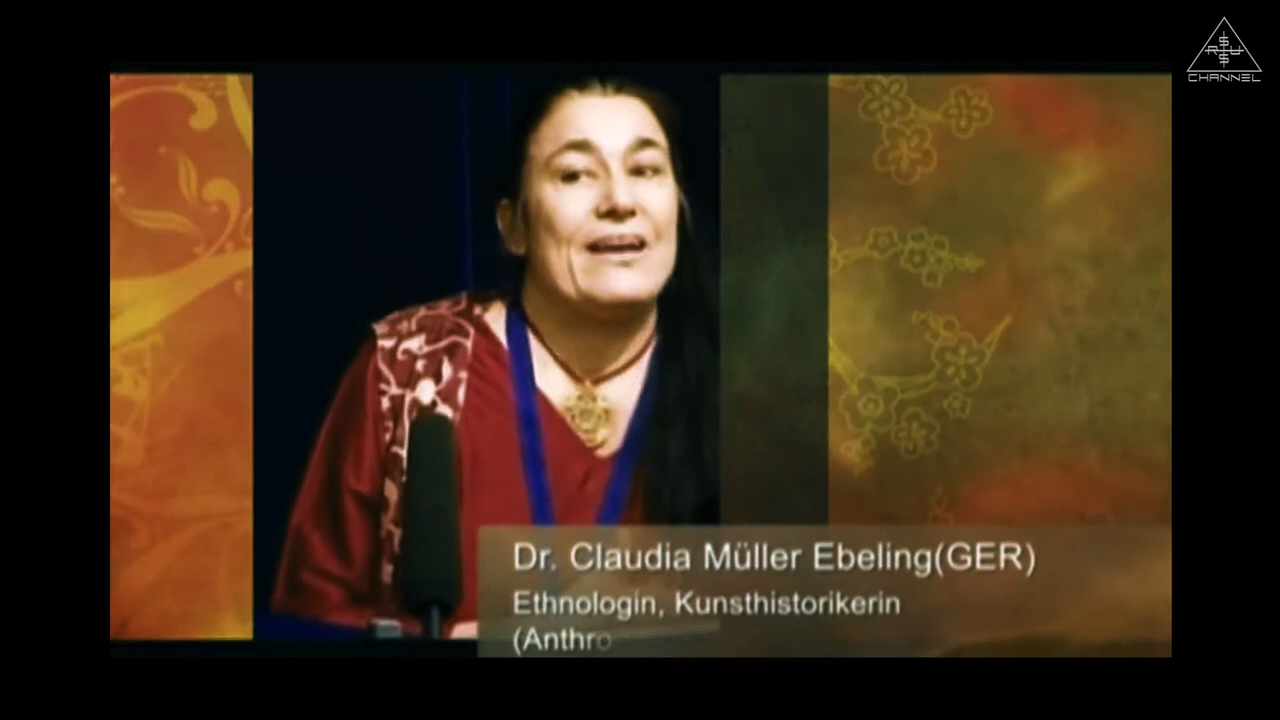 CHANNEL
Dr. Claudia Müller Ebeling(GER)
Ethnologin, Kunsthistorikerin
(Anthro